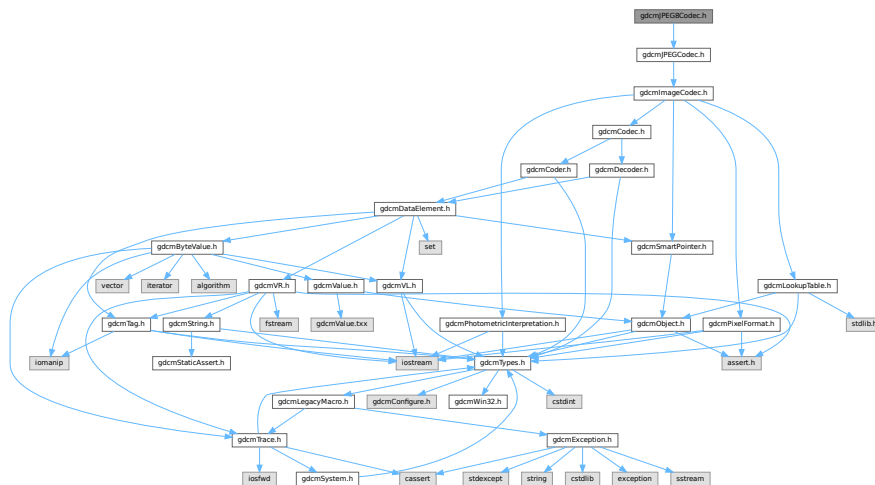 gdcmJPEG8Codec.h
gdcmJPEGCodec.h
gdcmImageCodec.h
gdcmCodec.h
gdcmCoder.h
gdcmDecoder.h
gdcmDataElement.h
gdcmByteValue.h
set
gdcmSmartPointer.h
vector
iterator
algorithm
gdcmVR.h
gdcmValue.h
gdcmVL.h
gdcmLookupTable.h
gdcmTag.h
gdcmString.h
fstream
gdcmValue.txx
gdcmPhotometricInterpretation.h
gdcmObject.h
gdcmPixelFormat.h
stdlib.h
iomanip
gdcmStaticAssert.h
iostream
gdcmTypes.h
assert.h
gdcmLegacyMacro.h
gdcmConfigure.h
gdcmWin32.h
cstdint
gdcmTrace.h
gdcmException.h
iosfwd
gdcmSystem.h
cassert
stdexcept
string
cstdlib
exception
sstream